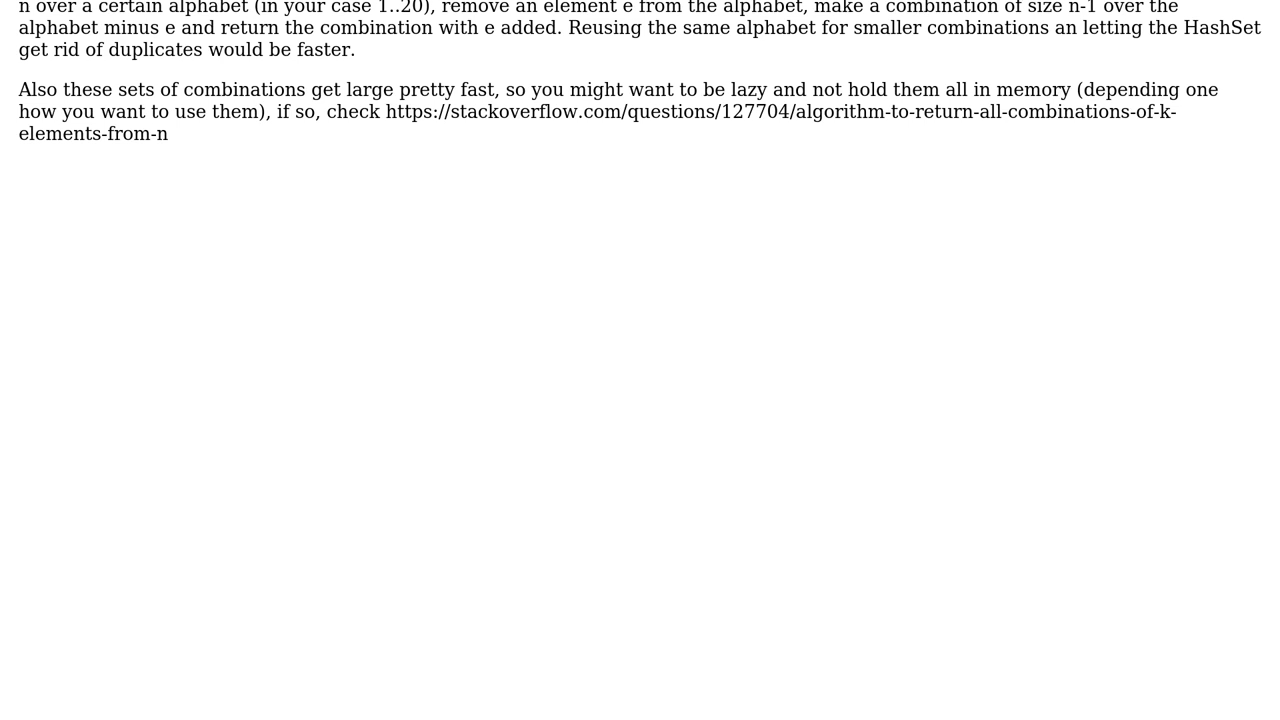 n over a certain alphabet (in your case 1..20), remove an element e from the alphabet, make a combination of size n-1 over the
alphabet minus e and return the combination with e added. Reusing the same alphabet for smaller combinations an letting the HashSet
get rid of duplicates would be faster.
Also these sets of combinations get large pretty fast, so you might want to be lazy and not hold them all in memory (depending one
how you want to use them), if so, check https://stackoverflow.com/questions/127704/algorithm-to-return-all-combinations-of-k-
elements-from-n